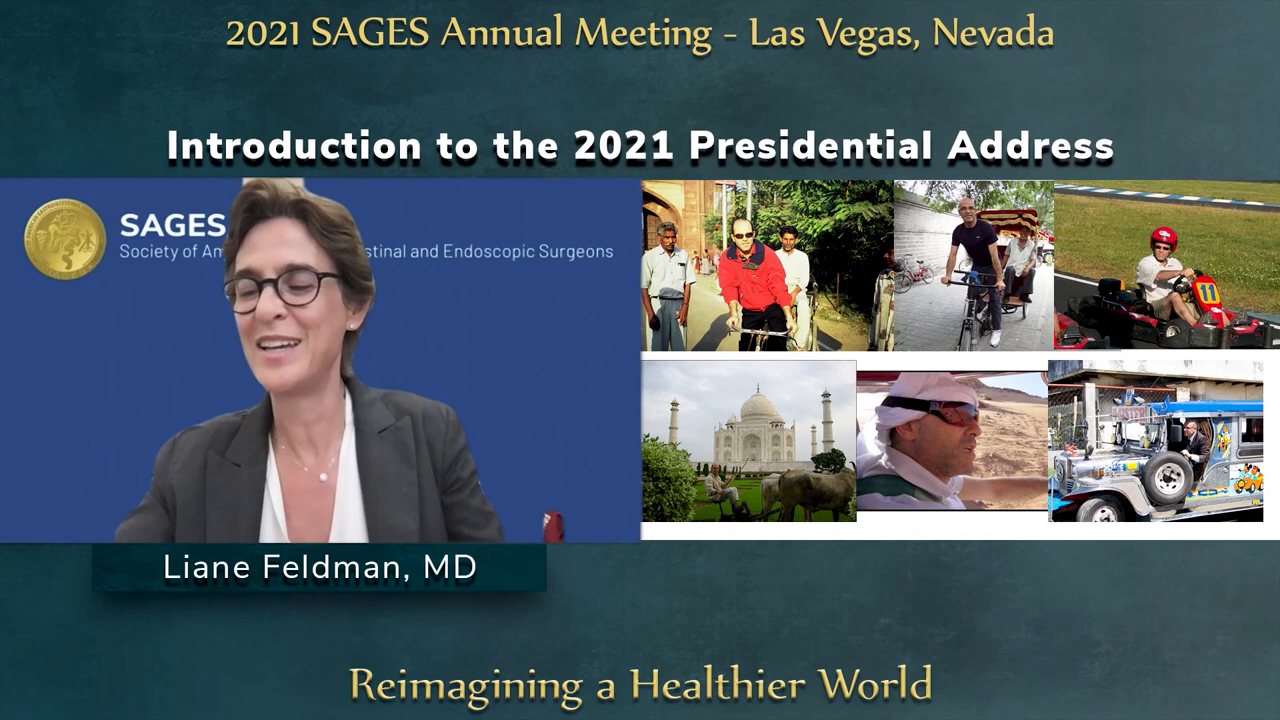 2021 SAGES Annual Meeting - Las Vegas, Nevada
Introduction to the 2021 Presidential Address
SAGES
Society of Am stinal and Endoscopic Surgeons
11
Liane Feldman, MD
Reimagining a Healthier World